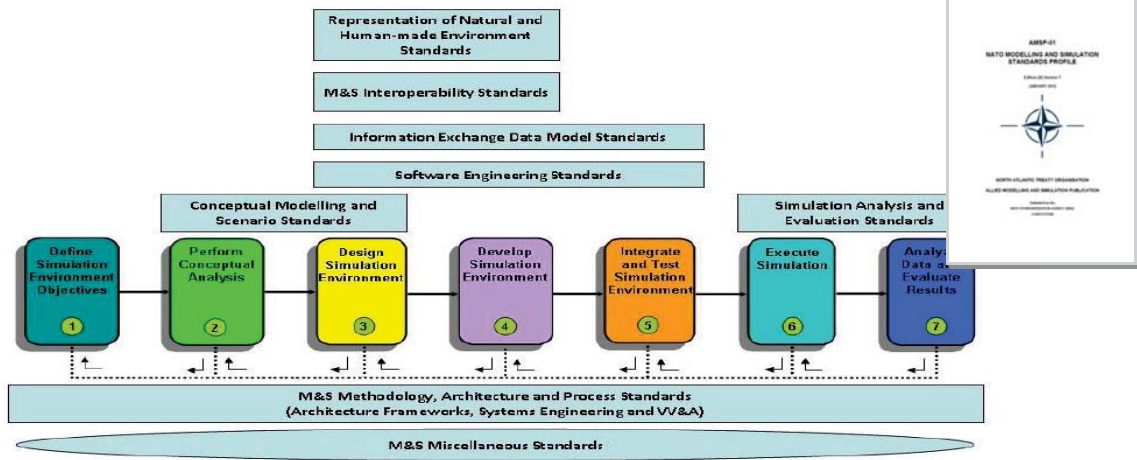 Representation of Natural and
Human-made Environment
Standards
M&S Interoperability Standards
Information Exchange Data Model Standards
Software Engineering Standards
Conceptual Modelling and
Scenario Standards
Simulation Analysis and
Evaluation Standards
AMSP-01
NATO MODELLING AND SIMULATION
STANDARDS PROFILE
NORTH ATLANTIC TREATY ORGANISATION
ALLIED MODELLING AND SIMULATION PUBLICATION
Define
Simulation
Environment
Objectives
1
Perform
Conceptual
Analysis
2
Design
Simulation
Environment
3
Develop
Simulation
Environment
4
Integrate
and Test
Simulation
Environment
5
Execute
Simulation
6
Analy
Data a
Evaluate
Results
7
M&S Methodology, Architecture and Process Standards
(Architecture Frameworks, Systems Engineering and VV&A)
M&S Miscellaneous Standards